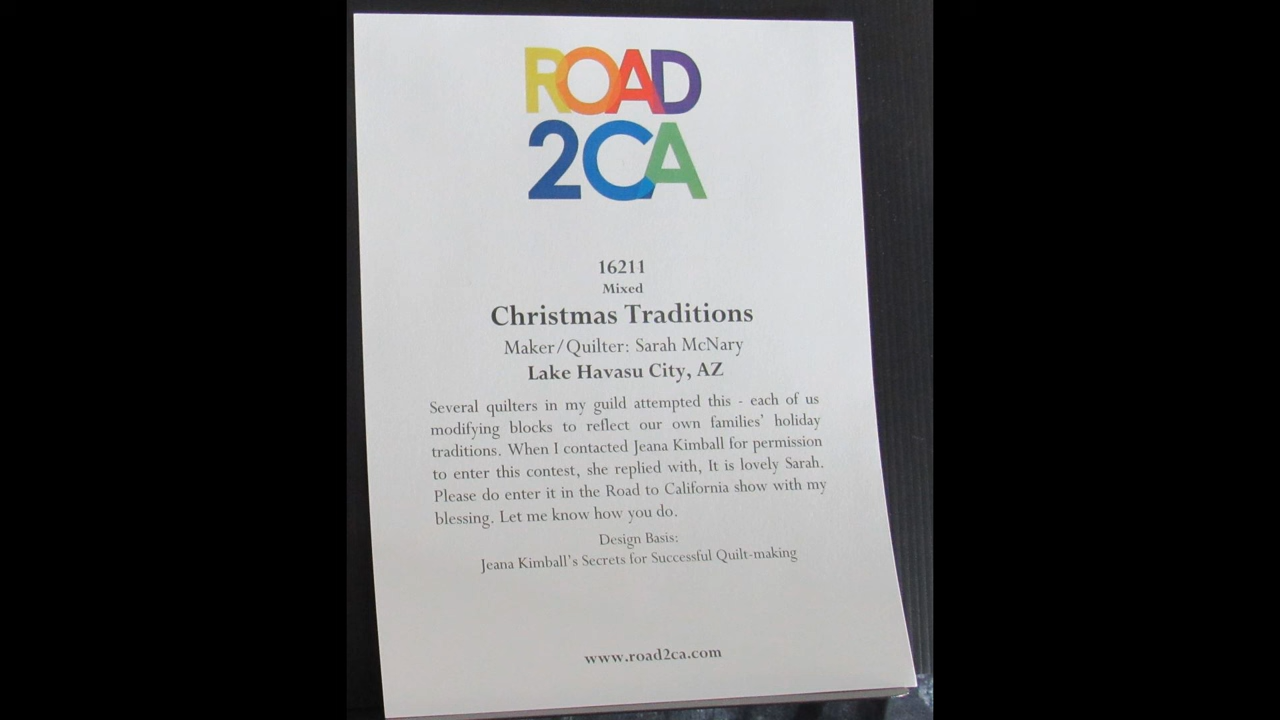 ROAD
2CA
16211
Mixed
Christmas Traditions
Maker/Quilter: Sarah McNary
Lake Havasu City, AZ
Several quilters in my guild attempted this - each of us
modifying blocks to reflect our own families' holiday
traditions. When I contacted Jeana Kimball for permission
to enter this contest, she replied with, It is lovely Sarah.
Please do enter it in the Road to California show with my
blessing. Let me know how you do.
Design Basis:
Jeana Kimball's Secrets for Successful Quilt-making
www.road2ca.com